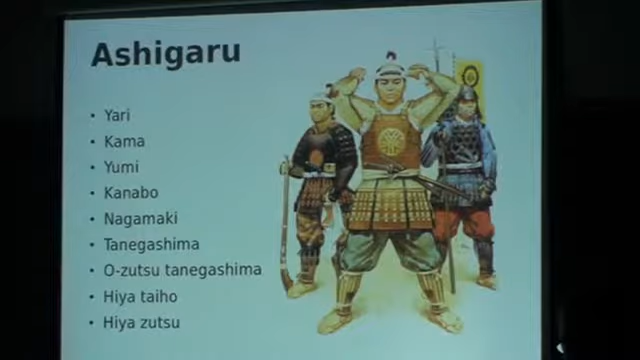 Ashigaru
Yari
Kama
Yumi
Kanabo
Nagamaki
Tanegashima
O-zutsu tanegashima
Hiya taiho
Hiya zutsu